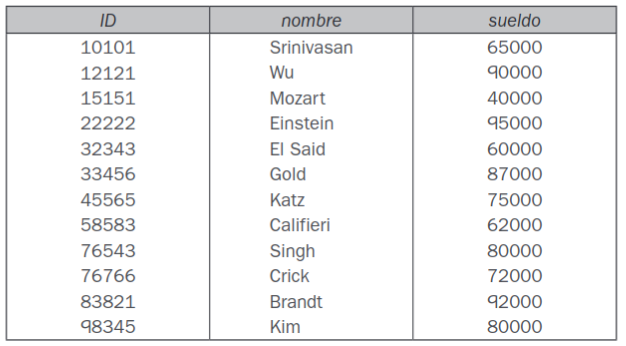 ID nombre sueldo
10101 Srinivasan 65000
12121 Wu 90000
15151 Mozart 40000
22222 Einstein 95000
32343 El Said 60000
33456 Gold 87000
45565 Katz 75000
58583 Califieri 62000
76543 Singh 80000
76766 Crick 72000
83821 Brandt 92000
98345 Kim 80000